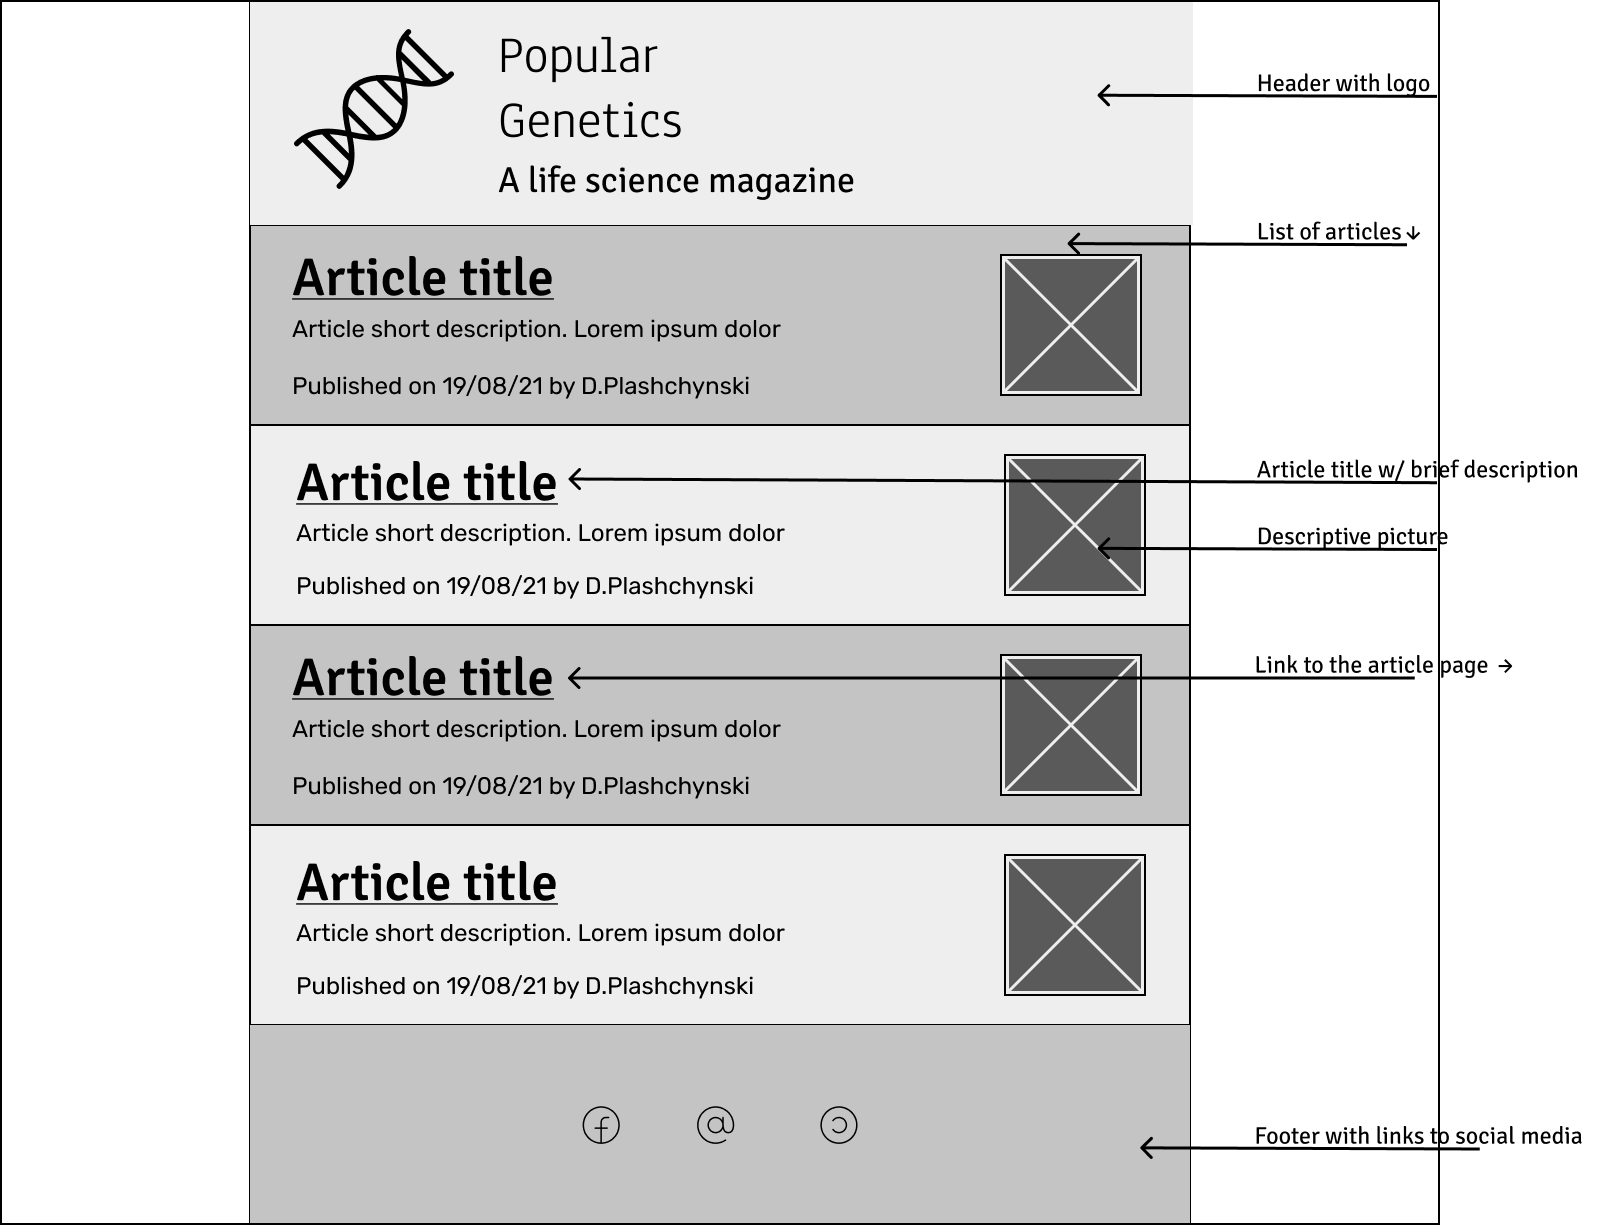 Popular
Genetics
A life science magazine
Header with logo
List of articles ↓
Article title
Article short description. Lorem ipsum dolor
Published on 19/08/21 by D.Plashchynski
Article title
Article title w/ brief description
Article short description. Lorem ipsum dolor
Descriptive picture
Published on 19/08/21 by D.Plashchynski
Article title
Link to the article page →
Article short description. Lorem ipsum dolor
Published on 19/08/21 by D.Plashchynski
Article title
Article short description. Lorem ipsum dolor
Published on 19/08/21 by D.Plashchynski
f @ ɔ
Footer with links to social media